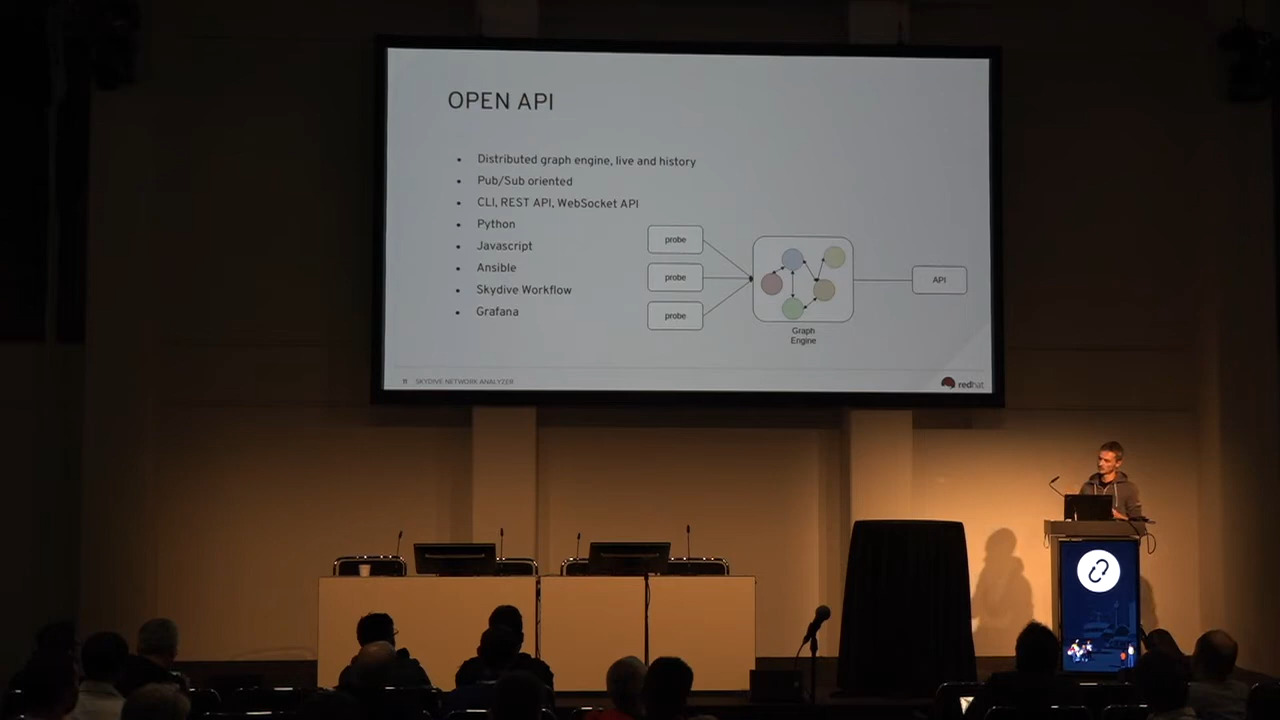 OPEN API
• Distributed graph engine, live and history
• Pub/Sub oriented
• CLI, REST API, WebSocket API
• Python
• Javascript
• Ansible
• Skydive Workflow
• Grafana
probe
probe
probe
Graph
Engine
API
11 SKYDIVE NETWORK ANALYZER
redhat